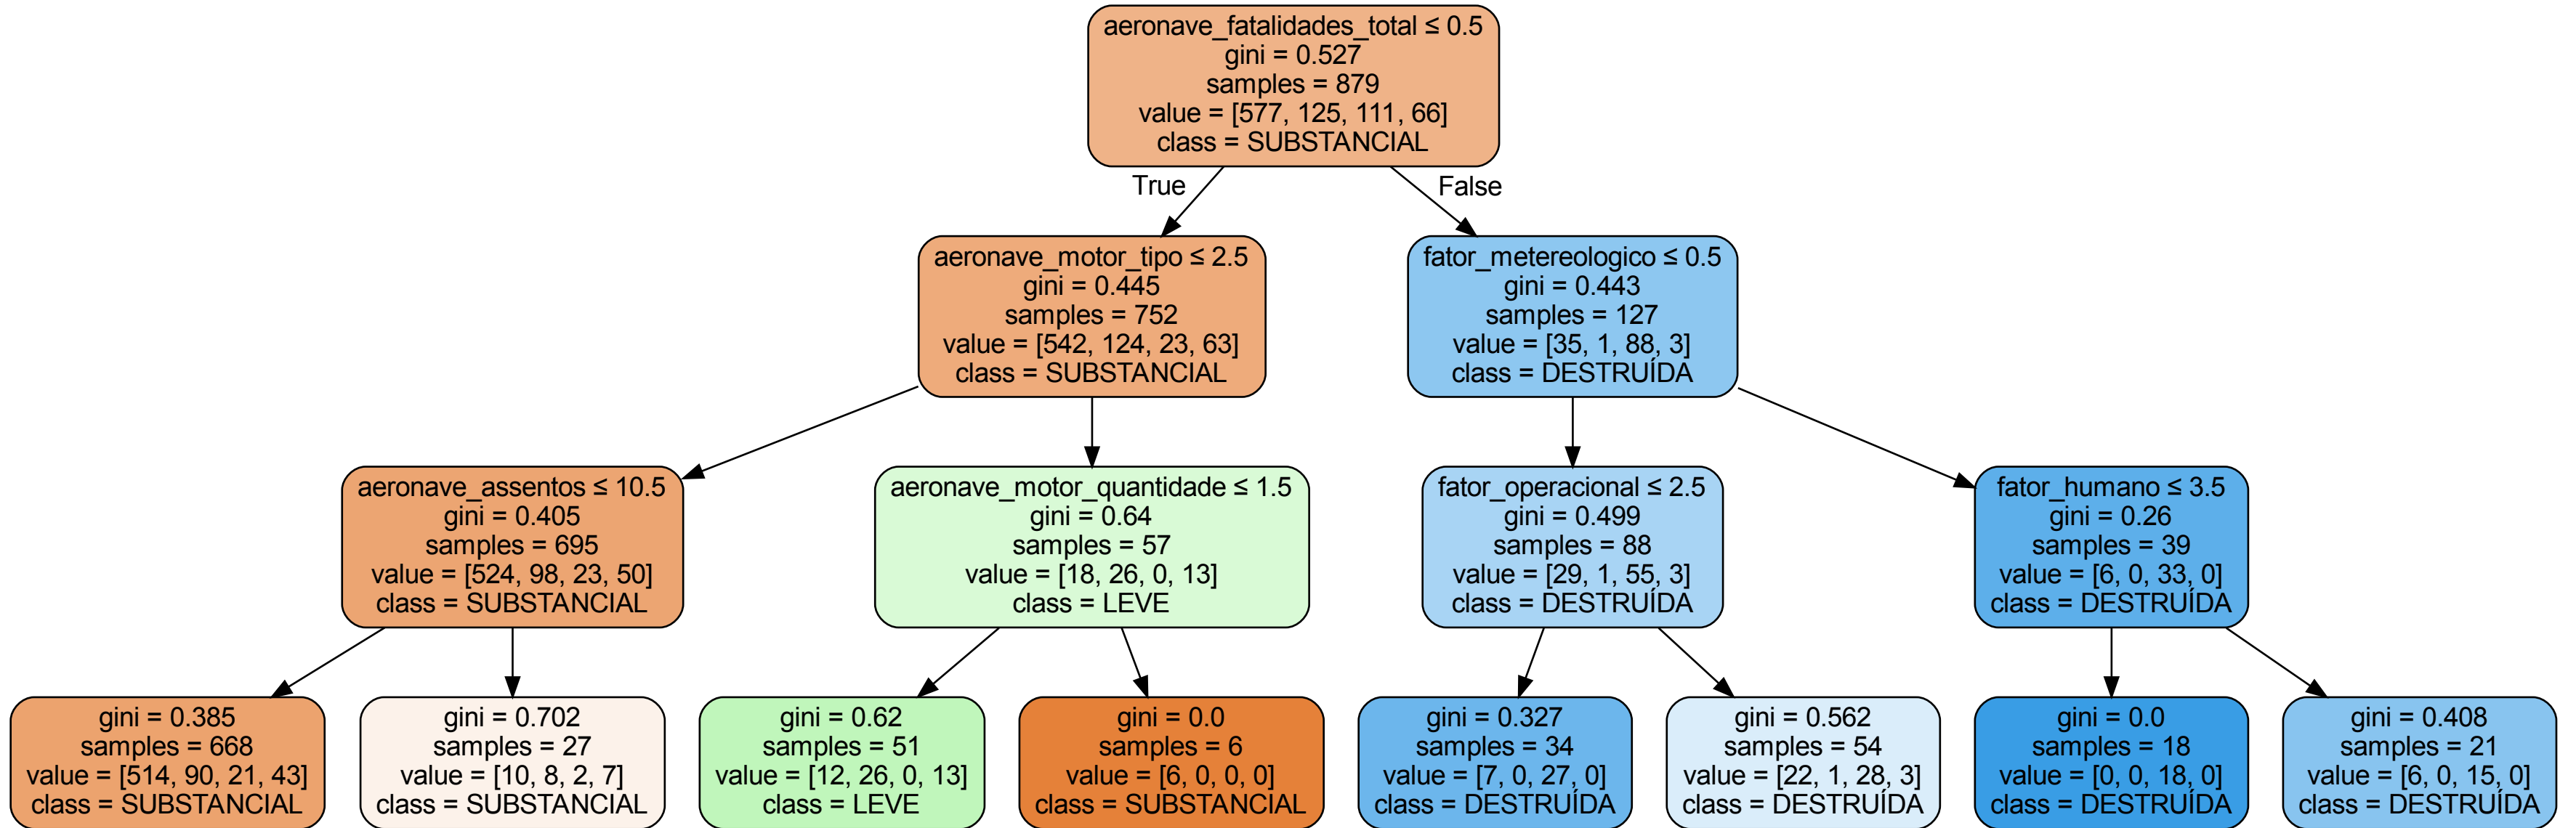 aeronave_fatalidades_total ≤ 0.5
gini = 0.527
samples = 879
value = [577, 125, 111, 66]
class = SUBSTANCIAL
True
False
aeronave_motor_tipo ≤ 2.5
gini = 0.445
samples = 752
value = [542, 124, 23, 63]
class = SUBSTANCIAL
fator_metereologico ≤ 0.5
gini = 0.443
samples = 127
value = [35, 1, 88, 3]
class = DESTRUÍDA
aeronave_assentos ≤ 10.5
gini = 0.405
samples = 695
value = [524, 98, 23, 50]
class = SUBSTANCIAL
aeronave_motor_quantidade ≤ 1.5
gini = 0.64
samples = 57
value = [18, 26, 0, 13]
class = LEVE
fator_operacional ≤ 2.5
gini = 0.499
samples = 88
value = [29, 1, 55, 3]
class = DESTRUÍDA
fator_humano ≤ 3.5
gini = 0.26
samples = 39
value = [6, 0, 33, 0]
class = DESTRUÍDA
gini = 0.385
samples = 668
value = [514, 90, 21, 43]
class = SUBSTANCIAL
gini = 0.702
samples = 27
value = [10, 8, 2, 7]
class = SUBSTANCIAL
gini = 0.62
samples = 51
value = [12, 26, 0, 13]
class = LEVE
gini = 0.0
samples = 6
value = [6, 0, 0, 0]
class = SUBSTANCIAL
gini = 0.327
samples = 34
value = [7, 0, 27, 0]
class = DESTRUÍDA
gini = 0.562
samples = 54
value = [22, 1, 28, 3]
class = DESTRUÍDA
gini = 0.0
samples = 18
value = [0, 0, 18, 0]
class = DESTRUÍDA
gini = 0.408
samples = 21
value = [6, 0, 15, 0]
class = DESTRUÍDA